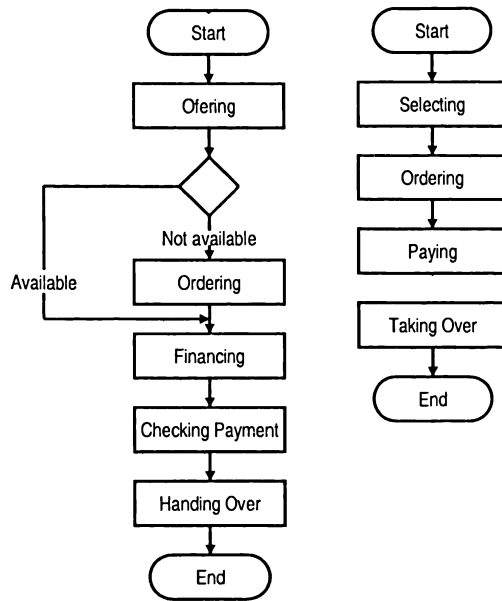 Start
Ofering
Not available
Available
Ordering
Financing
Checking Payment
Handing Over
End
Start
Selecting
Ordering
Paying
Taking Over
End